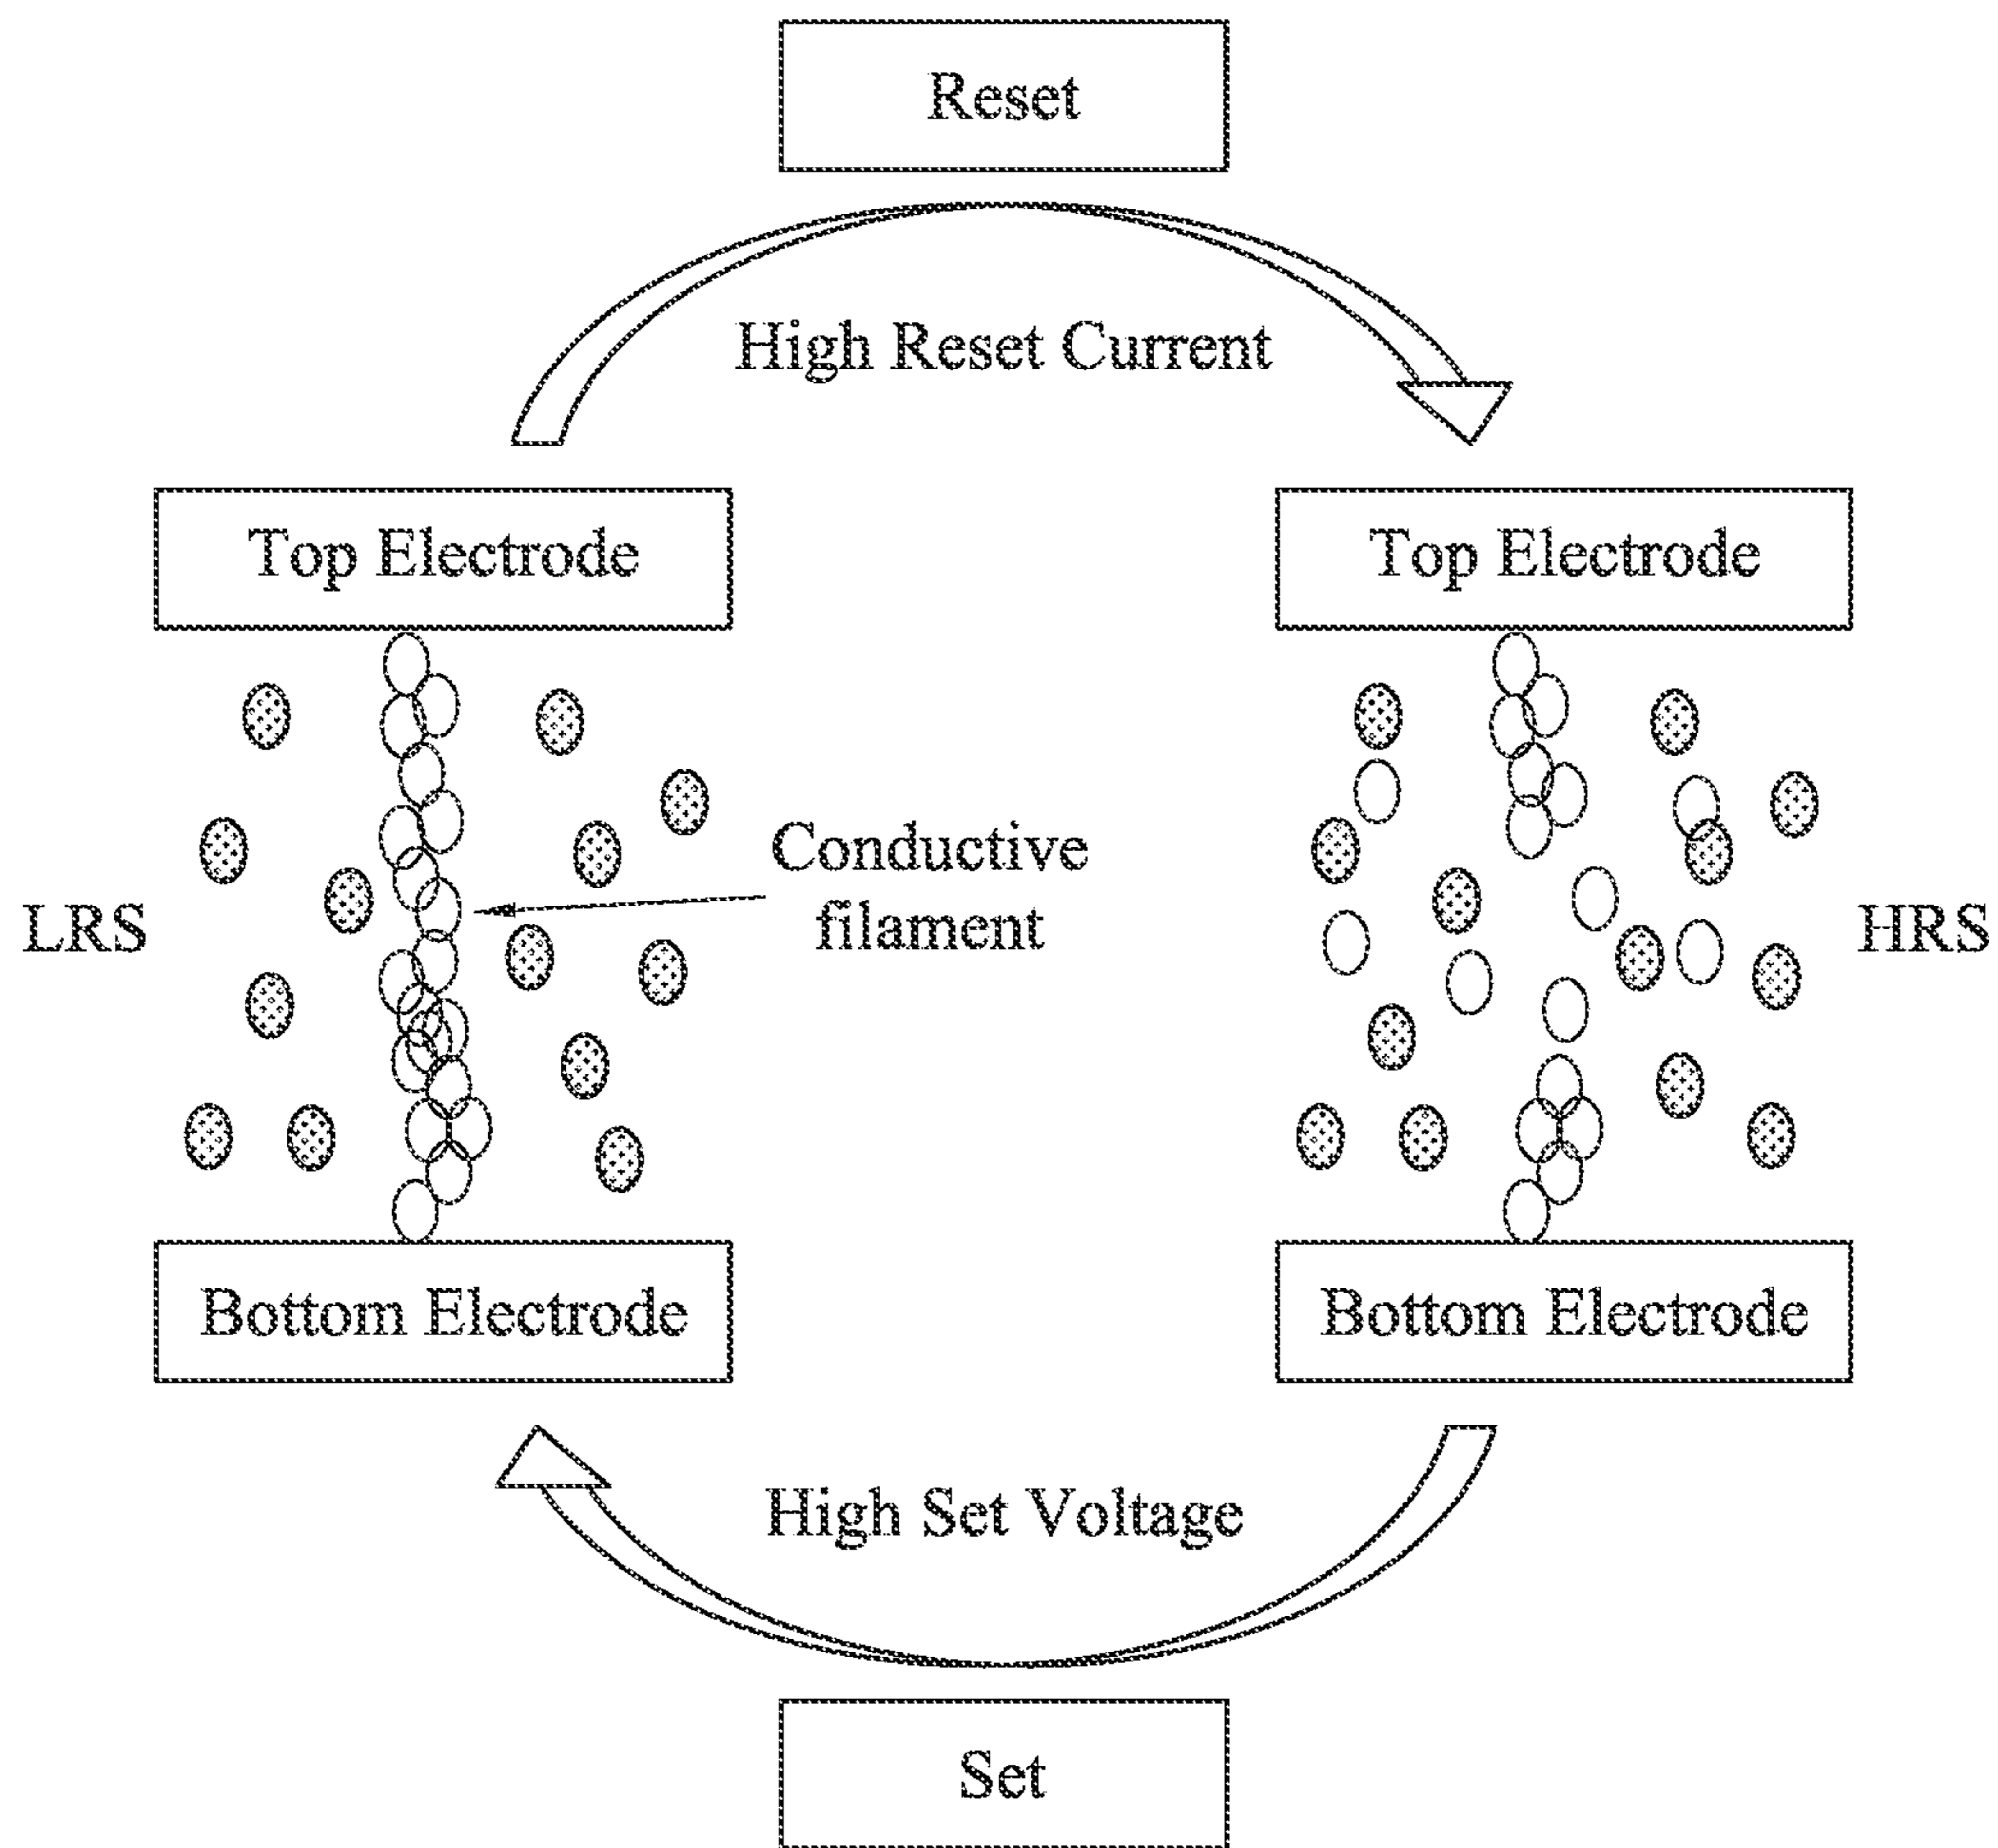 Reset
High Reset Current
Top Electrode
Top Electrode
Conductive
filament
LRS
HRS
Bottom Electrode
Bottom Electrode
High Set Voltage
Set